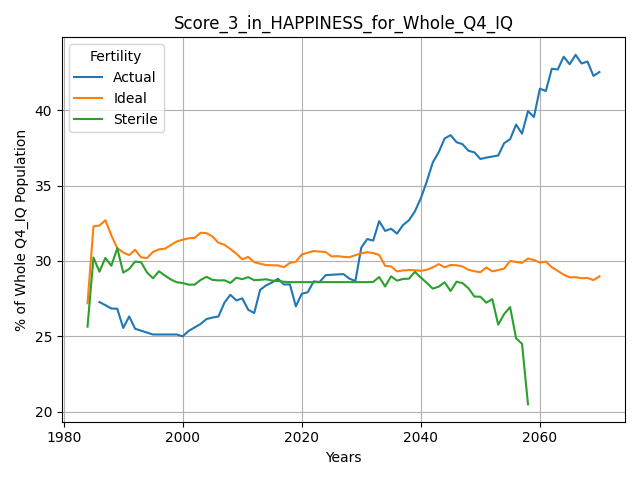 Score_3_in_HAPPINESS_for_Whole_Q4_IQ
Fertility
Actual
Ideal
Sterile
% of Whole Q4_IQ Population
40
35
30
25
20
1980
2000
2020
2040
2060
Years